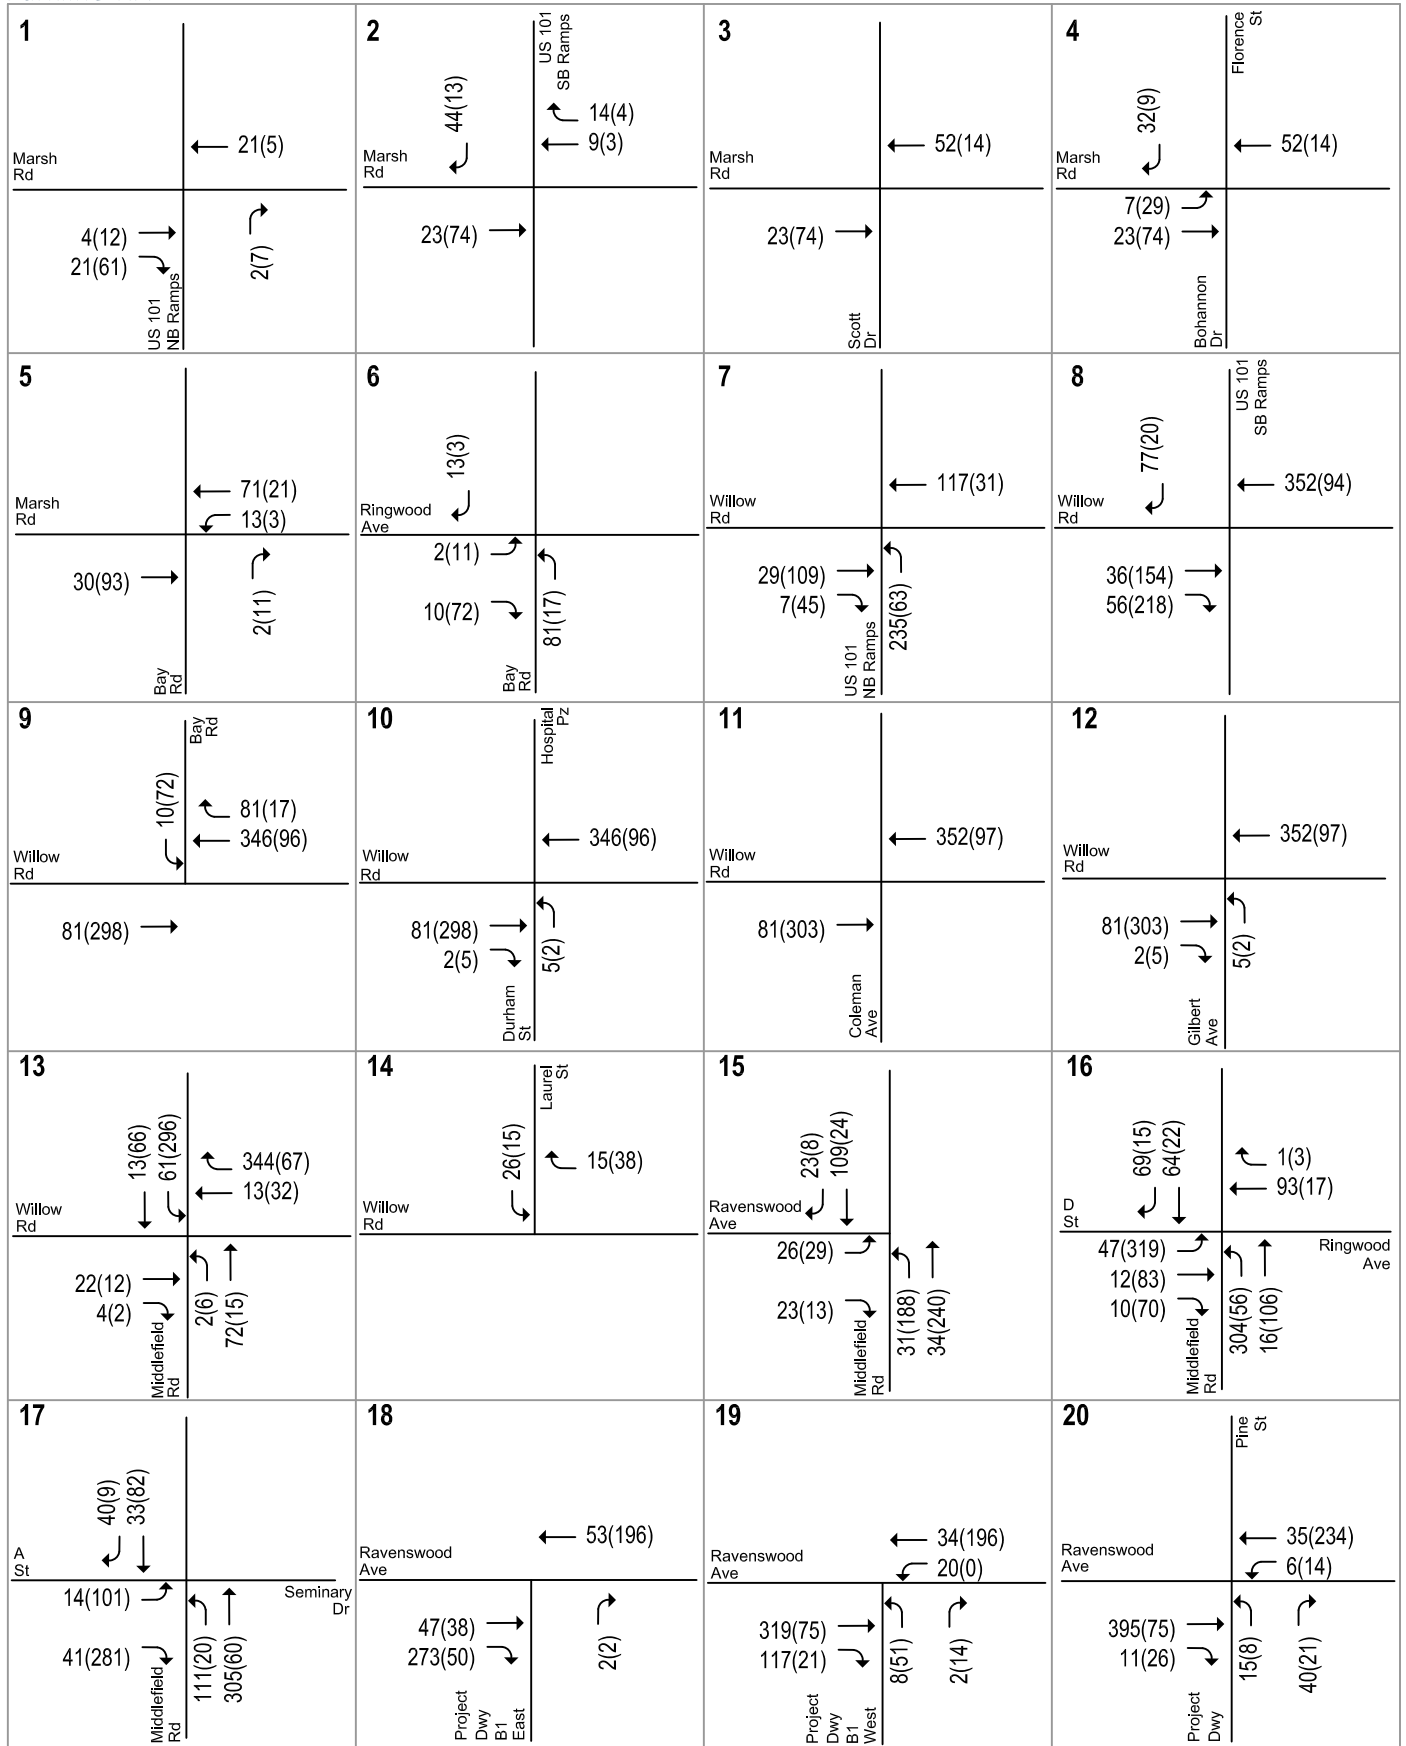 1
Marsh
Rd
21(5)
4(12)
21(61)
2(7)
US 101
NB Ramps
2
US 101
SB Ramps
44(13)
14(4)
9(3)
Marsh
Rd
23(74)
3
52(14)
Marsh
Rd
23(74)
Scott
Dr
4
Florence
St
32(9)
52(14)
Marsh
Rd
7(29)
23(74)
Bohannon
Dr
5
71(21)
13(3)
Marsh
Rd
30(93)
2(11)
Bay
Rd
6
13(3)
Ringwood
Ave
2(11)
10(72)
81(17)
Bay
Rd
7
117(31)
Willow
Rd
29(109)
7(45)
235(63)
US 101
NB Ramps
8
US 101
SB Ramps
77(20)
352(94)
Willow
Rd
36(154)
56(218)
9
Bay
Rd
10(72)
81(17)
346(96)
Willow
Rd
81(298)
10
Hospital
Pz
346(96)
Willow
Rd
81(298)
2(5)
5(2)
Durham
St
11
352(97)
Willow
Rd
81(303)
Coleman
Ave
12
352(97)
Willow
Rd
81(303)
2(5)
5(2)
Gilbert
Ave
13
13(66)
61(296)
344(67)
13(32)
Willow
Rd
22(12)
4(2)
2(6)
72(15)
Middlefield
Rd
14
Laurel
St
26(15)
15(38)
Willow
Rd
15
23(8)
109(24)
Ravenswood
Ave
26(29)
23(13)
31(188)
34(240)
Middlefield
Rd
16
69(15)
64(22)
1(3)
93(17)
D
St
Ringwood
Ave
47(319)
12(83)
10(70)
304(56)
16(106)
Middlefield
Rd
17
40(9)
33(82)
A
St
Seminary
Dr
14(101)
41(281)
111(20)
305(60)
Middlefield
Rd
18
53(196)
Ravenswood
Ave
47(38)
273(50)
2(2)
Project
Dwy
B1
East
19
34(196)
20(0)
Ravenswood
Ave
319(75)
117(21)
8(51)
2(14)
Project
Dwy
B1
West
20
Pine
St
35(234)
6(14)
Ravenswood
Ave
395(75)
11(26)
15(8)
40(21)
Project
Dwy